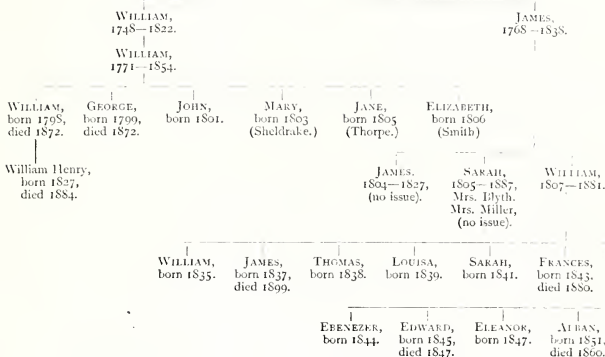 WILLIAM,
1748—1822.
JAMES,
1768—1838.
WILLIAM,
1771—1854.
WILLIAM,
born 1798,
died 1872.
GEORGE,
born 1799,
died 1872.
JOHN,
born 1801.
MARY,
born 1803
(Sheldrake.)
JANE,
born 1805
(Thorpe.)
ELIZABETH,
born 1806
(Smith)
William Henry,
born 1827,
died 1884.
JAMES.
1804—1827,
(no issue).
SARAH,
1805—1887,
Mrs. Blyth.
Mrs. Miller,
(no issue).
WILLIAM,
1807—1881.
WILLIAM,
born 1835.
JAMES,
born 1837,
died 1899.
THOMAS,
born 1838.
LOUISA,
born 1839.
SARAH,
born 1841.
FRANCES,
born 1843,
died 1880.
EBENEZER,
born 1844.
EDWARD,
born 1845,
died 1847.
ELEANOR,
born 1847.
ALBAN,
born 1851,
died 1860.